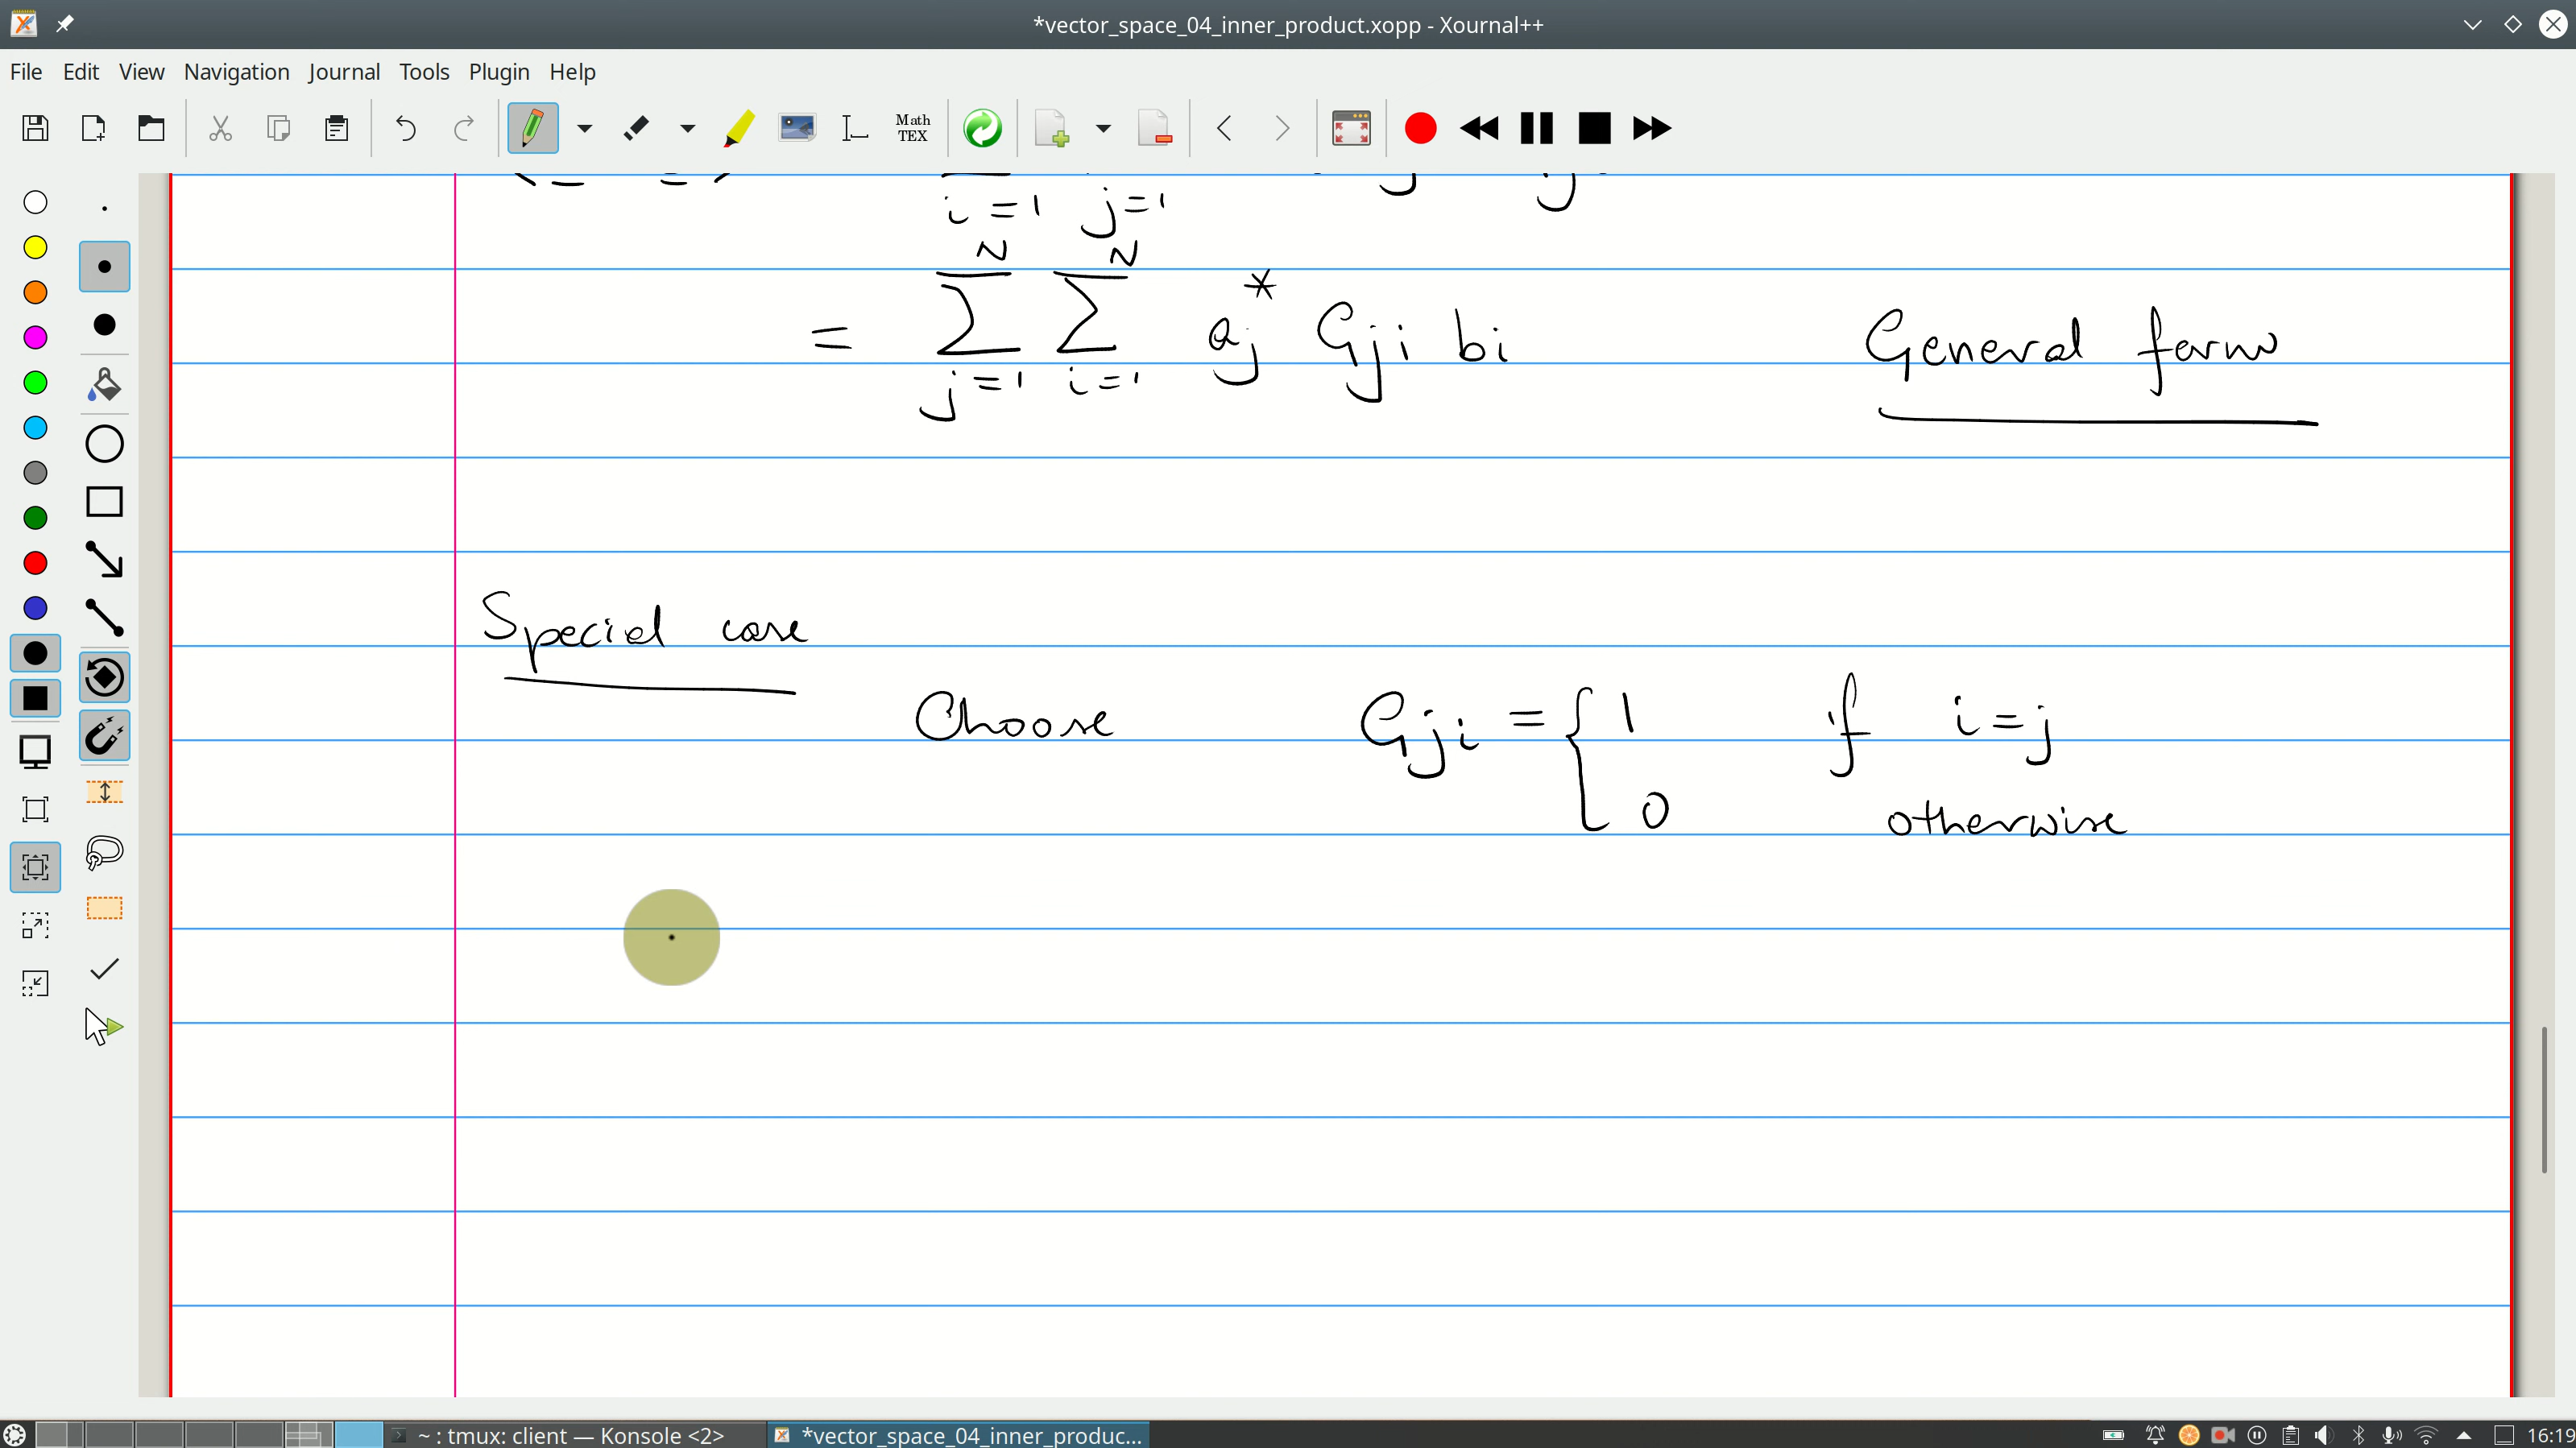 *vector_space_04_inner_product.xopp - Xournal++
File Edit View Navigation Journal Tools Plugin Help
Math
TEX
i=1 j=1
N N
= ∑ ∑ aj* Gji bi General form
j=1 i=1
Special case
Choose Gji = { 1 if i=j
0 otherwise
~ : tmux: client — Konsole <2> *vector_space_04_inner_produc... 16:19